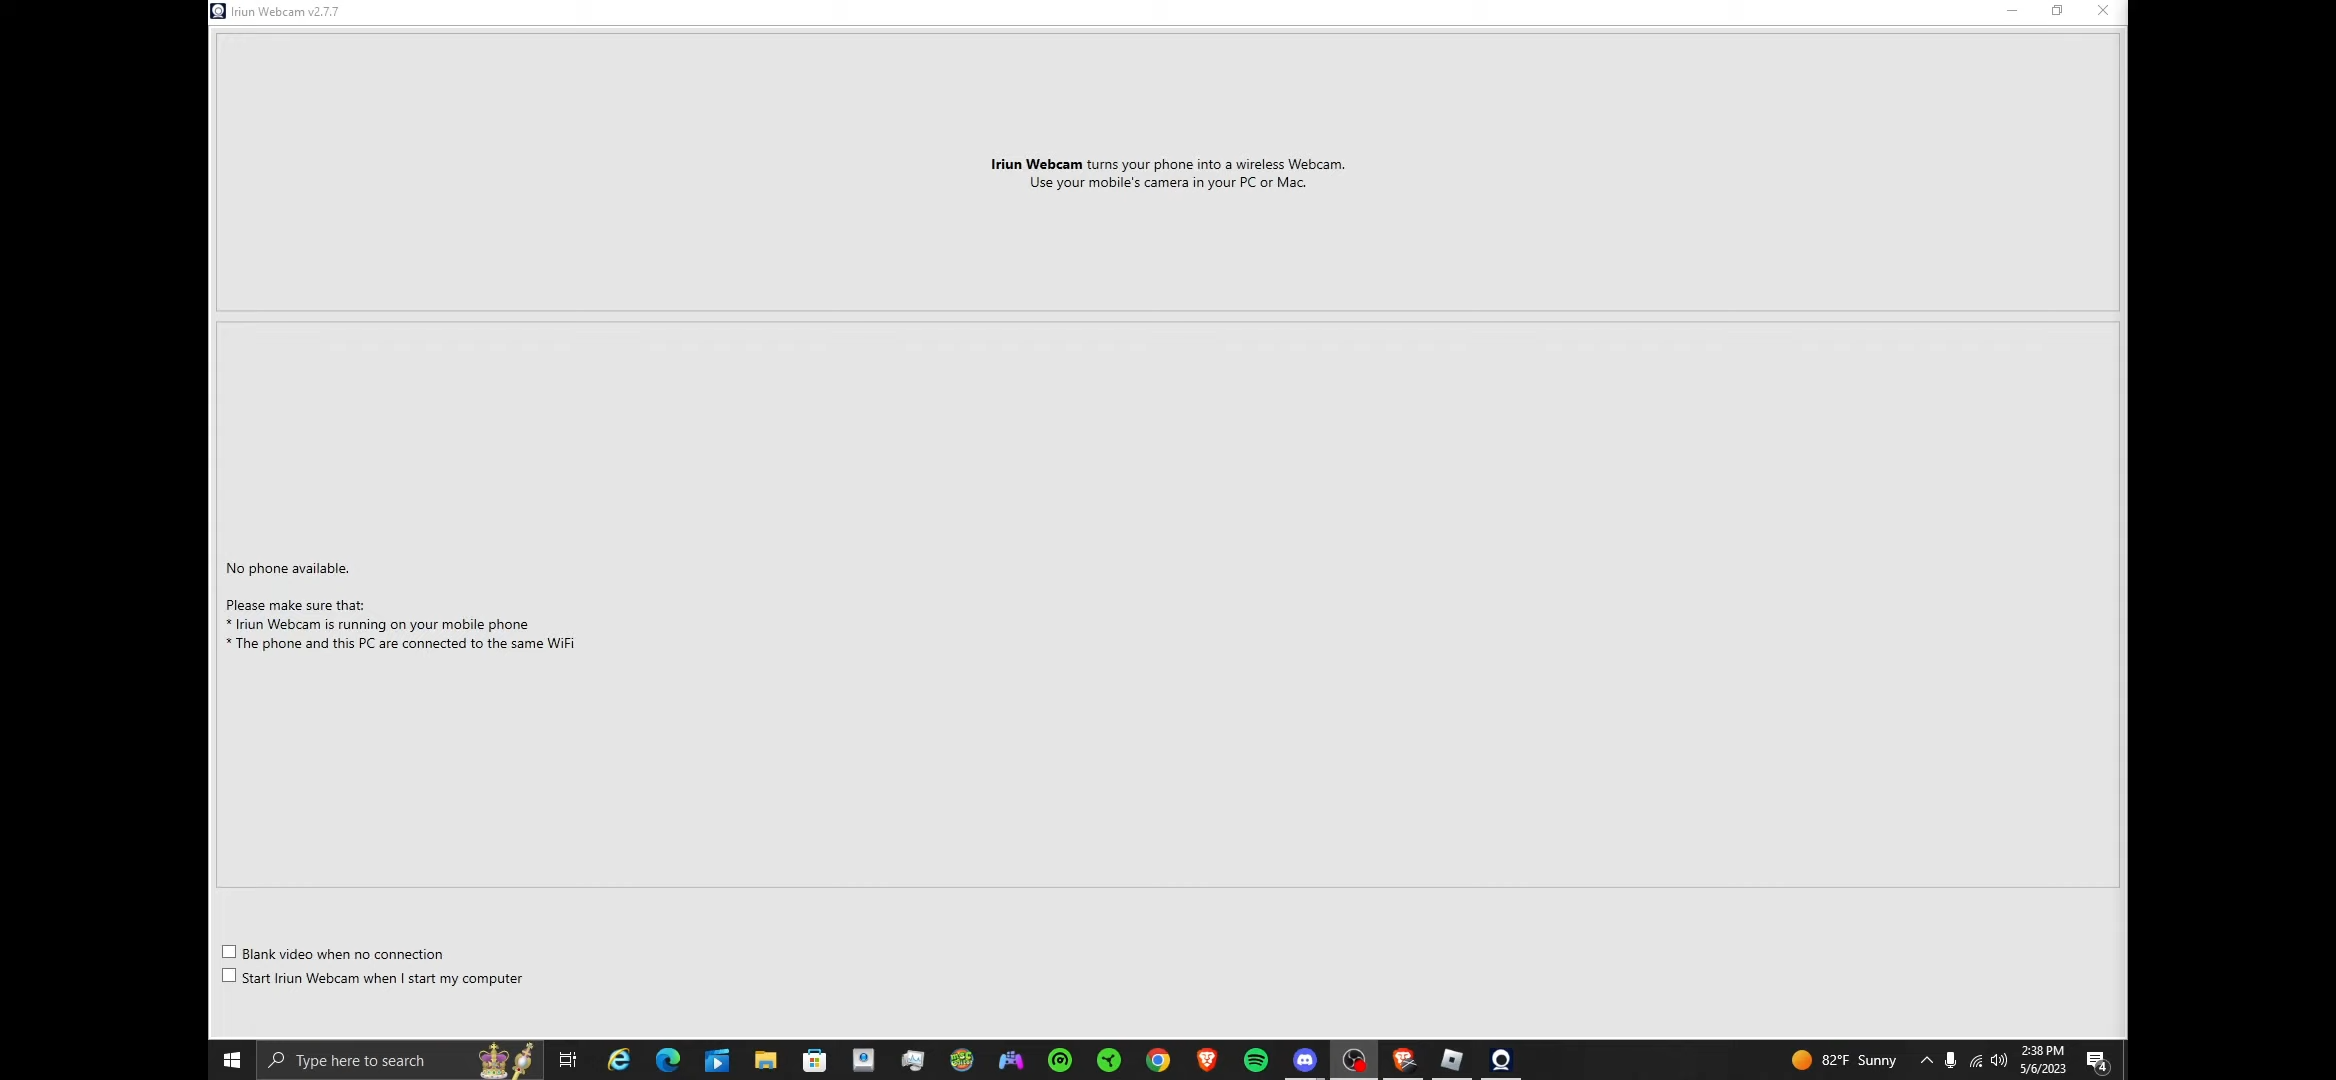 Iriun Webcam v2.7.7
Iriun Webcam turns your phone into a wireless Webcam.
Use your mobile's camera in your PC or Mac.
No phone available.
Please make sure that:
* Iriun Webcam is running on your mobile phone
* The phone and this PC are connected to the same WiFi
Blank video when no connection
Start Iriun Webcam when I start my computer
Type here to search
82°F Sunny
2:38 PM
5/6/2023
4